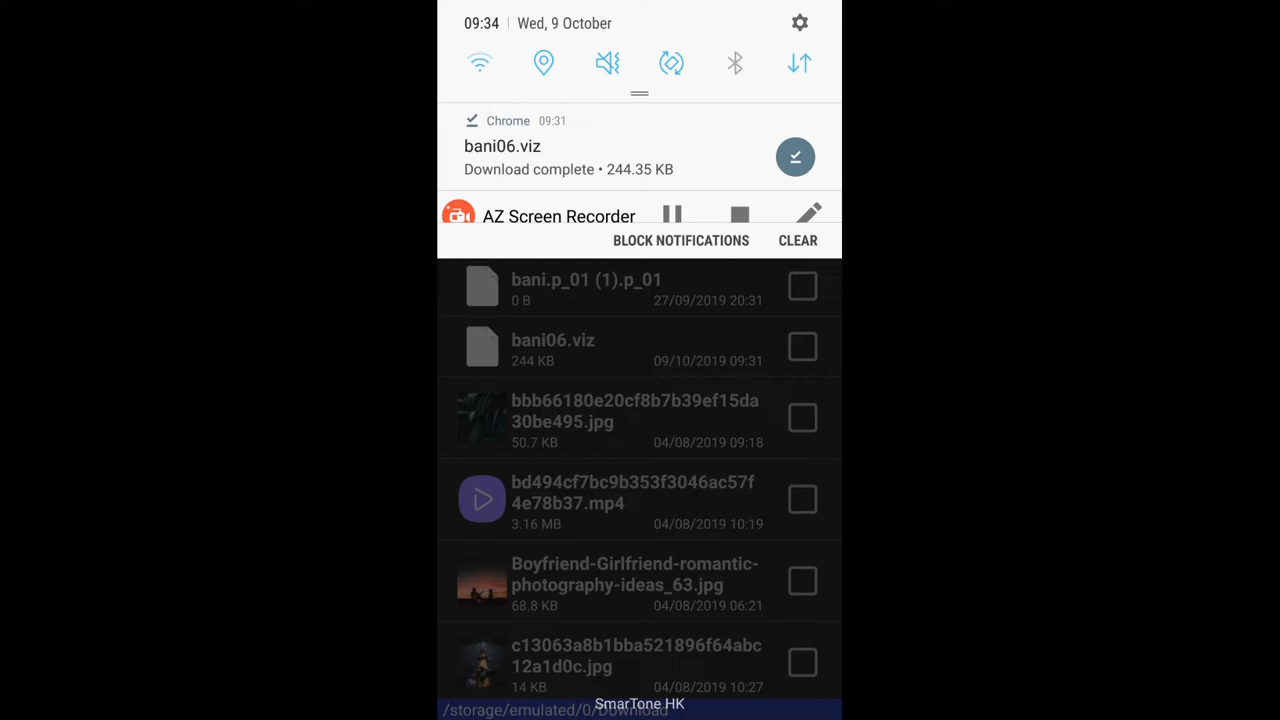 09:34 | Wed, 9 October
Chrome 09:31
bani06.viz
Download complete • 244.35 KB
AZ Screen Recorder
BLOCK NOTIFICATIONS CLEAR
bani.p_01 (1).p_01
0 B 27/09/2019 20:31
bani06.viz
244 KB 09/10/2019 09:31
bbb66180e20cf8b7b39ef15da
30be495.jpg
50.7 KB 04/08/2019 09:18
bd494cf7bc9b353f3046ac57f
4e78b37.mp4
3.16 MB 04/08/2019 10:19
Boyfriend-Girlfriend-romantic-
photography-ideas_63.jpg
68.8 KB 04/08/2019 06:21
c13063a8b1bba521896f64abc
12a1d0c.jpg
14 KB 04/08/2019 10:27
SmarTone HK
/storage/emulated/0/Download